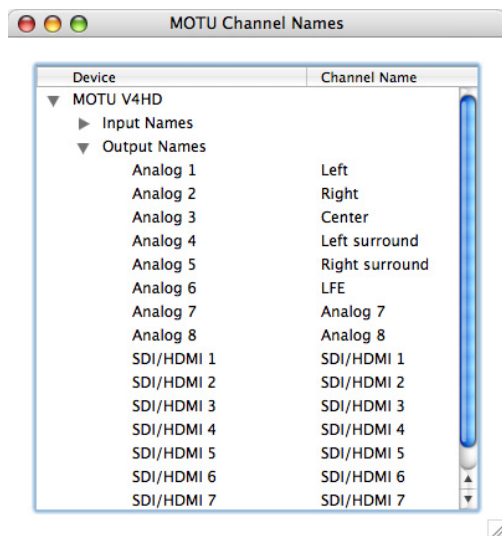 MOTU Channel Names
Device Channel Name
MOTU V4HD
Input Names
Output Names
Analog 1 Left
Analog 2 Right
Analog 3 Center
Analog 4 Left surround
Analog 5 Right surround
Analog 6 LFE
Analog 7 Analog 7
Analog 8 Analog 8
SDI/HDMI 1 SDI/HDMI 1
SDI/HDMI 2 SDI/HDMI 2
SDI/HDMI 3 SDI/HDMI 3
SDI/HDMI 4 SDI/HDMI 4
SDI/HDMI 5 SDI/HDMI 5
SDI/HDMI 6 SDI/HDMI 6
SDI/HDMI 7 SDI/HDMI 7